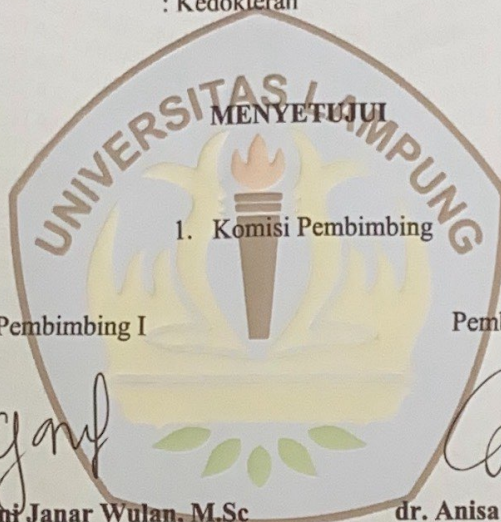 : Kedokteran
UNIVERSITAS LAMPUNG
MENYETUJUI
1. Komisi Pembimbing
Pembimbing I
Janar Wulan, M.Sc
dr. Anisa